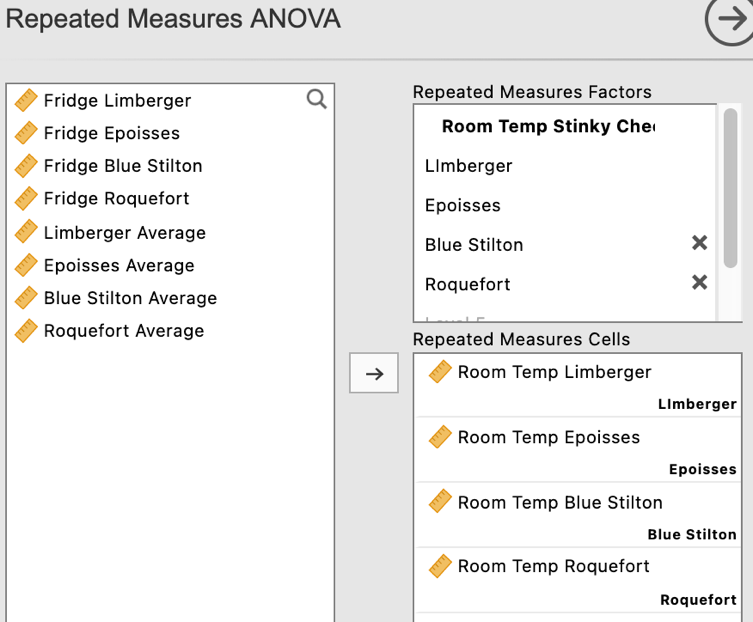 Repeated Measures ANOVA
Fridge Limberger
Fridge Epoisses
Fridge Blue Stilton
Fridge Roquefort
Limberger Average
Epoisses Average
Blue Stilton Average
Roquefort Average
Repeated Measures Factors
Room Temp Stinky Che
LImberger
Epoisses
Blue Stilton
Roquefort
Repeated Measures Cells
Room Temp Limberger
LImberger
Room Temp Epoisses
Epoisses
Room Temp Blue Stilton
Blue Stilton
Room Temp Roquefort
Roquefort